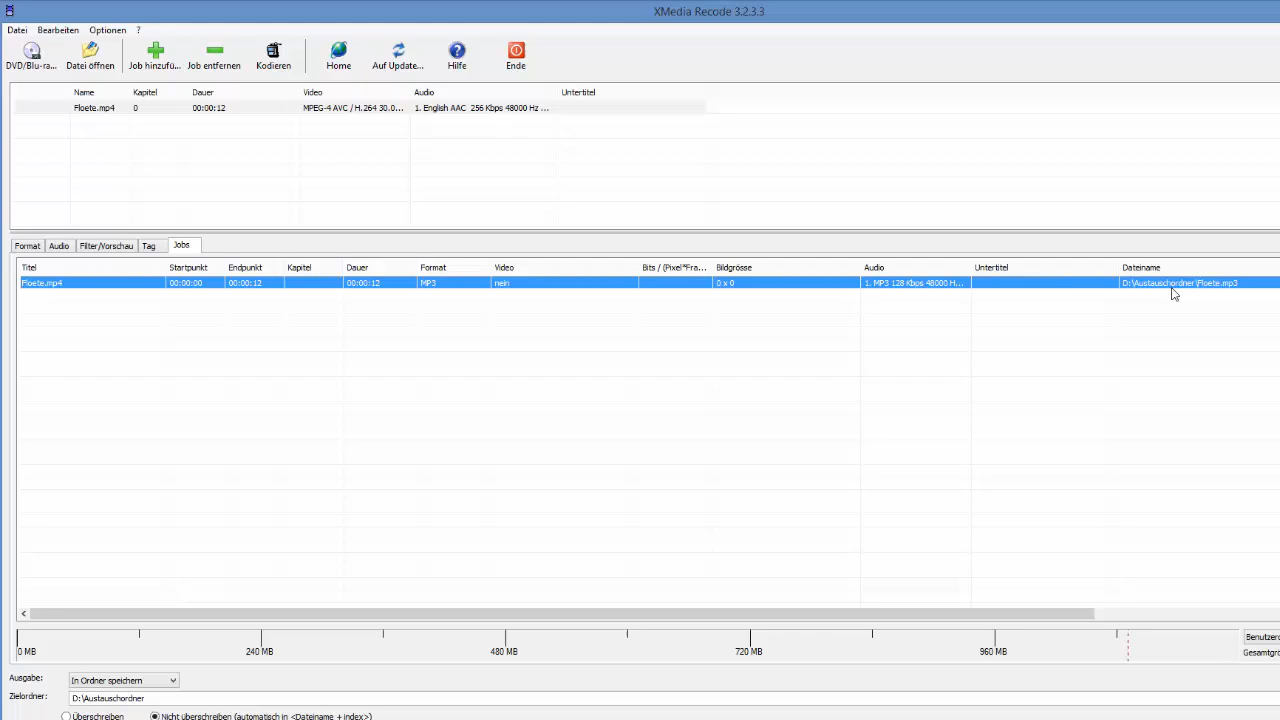 XMedia Recode 3.2.3.3
Datei Bearbeiten Optionen ?
DVD/Blu-ra... Datei öffnen Job hinzufü... Job entfernen Kodieren Home Auf Update... Hilfe Ende
Name Kapitel Dauer Video Audio Untertitel
Floete.mp4 0 00:00:12 MPEG-4 AVC / H.264 30.0... 1. English AAC 256 Kbps 48000 Hz ...
Format Audio Filter/Vorschau Tag Jobs
Titel Startpunkt Endpunkt Kapitel Dauer Format Video Bits / (Pixel*Fra... Bildgrösse Audio Untertitel Dateiname
Floete.mp4 00:00:00 00:00:12 00:00:12 MP3 nein 0 x 0 1. MP3 128 Kbps 48000 H... D:\Austauschordner\Floete.mp3
0 MB 240 MB 480 MB 720 MB 960 MB
Benutzerd
Gesamtgrö
Ausgabe: In Ordner speichern
Zielordner: D:\Austauschordner
Überschreiben Nicht überschreiben (automatisch in <Dateiname + index>)